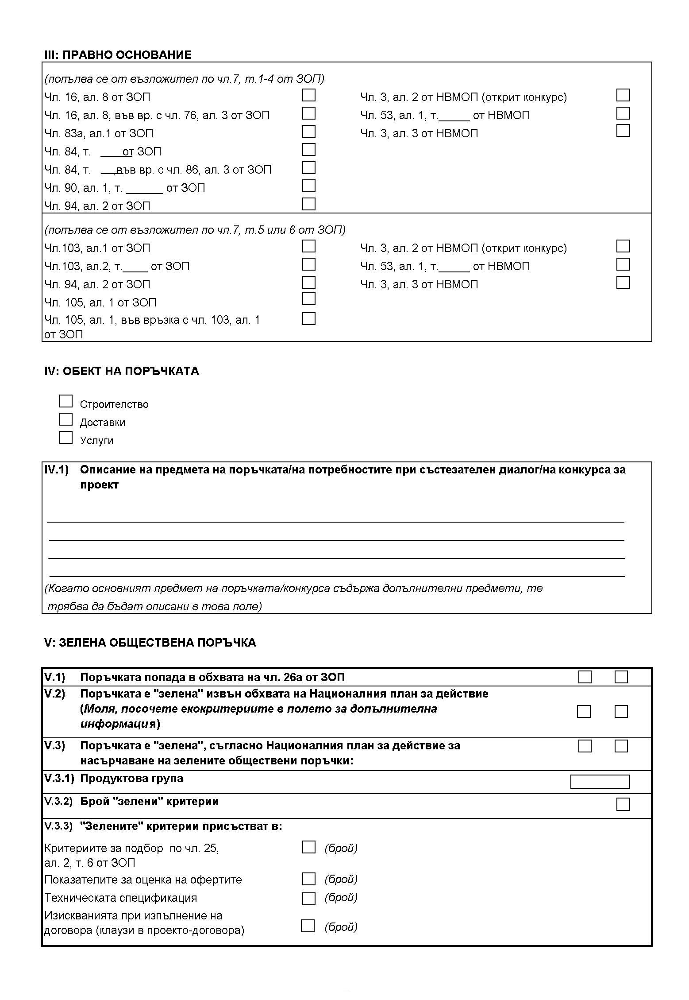 III: ПРАВНО ОСНОВАНИЕ
(попълва се от възложител по чл.7, т.1-4 от ЗОП)
Чл. 16, ал. 8 от ЗОП Чл. 3, ал. 2 от НВМОП (открит конкурс)
Чл. 16, ал. 8, във вр. с чл. 76, ал. 3 от ЗОП Чл. 53, ал. 1, т._____ от НВМОП
Чл. 83а, ал.1 от ЗОП Чл. 3, ал. 3 от НВМОП
Чл. 84, т. _____от ЗОП
Чл. 84, т. ___,във вр. с чл. 86, ал. 3 от ЗОП
Чл. 90, ал. 1, т. ______ от ЗОП
Чл. 94, ал. 2 от ЗОП
(попълва се от възложител по чл.7, т.5 или 6 от ЗОП)
Чл.103, ал.1 от ЗОП Чл. 3, ал. 2 от НВМОП (открит конкурс)
Чл.103, ал.2, т.____ от ЗОП Чл. 53, ал. 1, т._____ от НВМОП
Чл. 94, ал. 2 от ЗОП Чл. 3, ал. 3 от НВМОП
Чл. 105, ал. 1 от ЗОП
Чл. 105, ал. 1, във връзка с чл. 103, ал. 1
от ЗОП
IV: ОБЕКТ НА ПОРЪЧКАТА
Строителство
Доставки
Услуги
IV.1) Описание на предмета на поръчката/на потребностите при състезателен диалог/на конкурса за
проект
(Когато основният предмет на поръчката/конкурса съдържа допълнителни предмети, те
трябва да бъдат описани в това поле)
V: ЗЕЛЕНА ОБЩЕСТВЕНА ПОРЪЧКА
V.1) Поръчката попада в обхвата на чл. 26а от ЗОП
V.2) Поръчката е "зелена" извън обхвата на Националния план за действие
(Моля, посочете екокритериите в полето за допълнителна
информация)
V.3) Поръчката е "зелена", съгласно Националния план за действие за
насърчаване на зелените обществени поръчки:
V.3.1) Продуктова група
V.3.2) Брой "зелени" критерии
V.3.3) "Зелените" критерии присъстват в:
Критериите за подбор по чл. 25, (брой)
ал. 2, т. 6 от ЗОП
Показателите за оценка на офертите (брой)
Техническата спецификация (брой)
Изискванията при изпълнение на
договора (клаузи в проекто-договора) (брой)